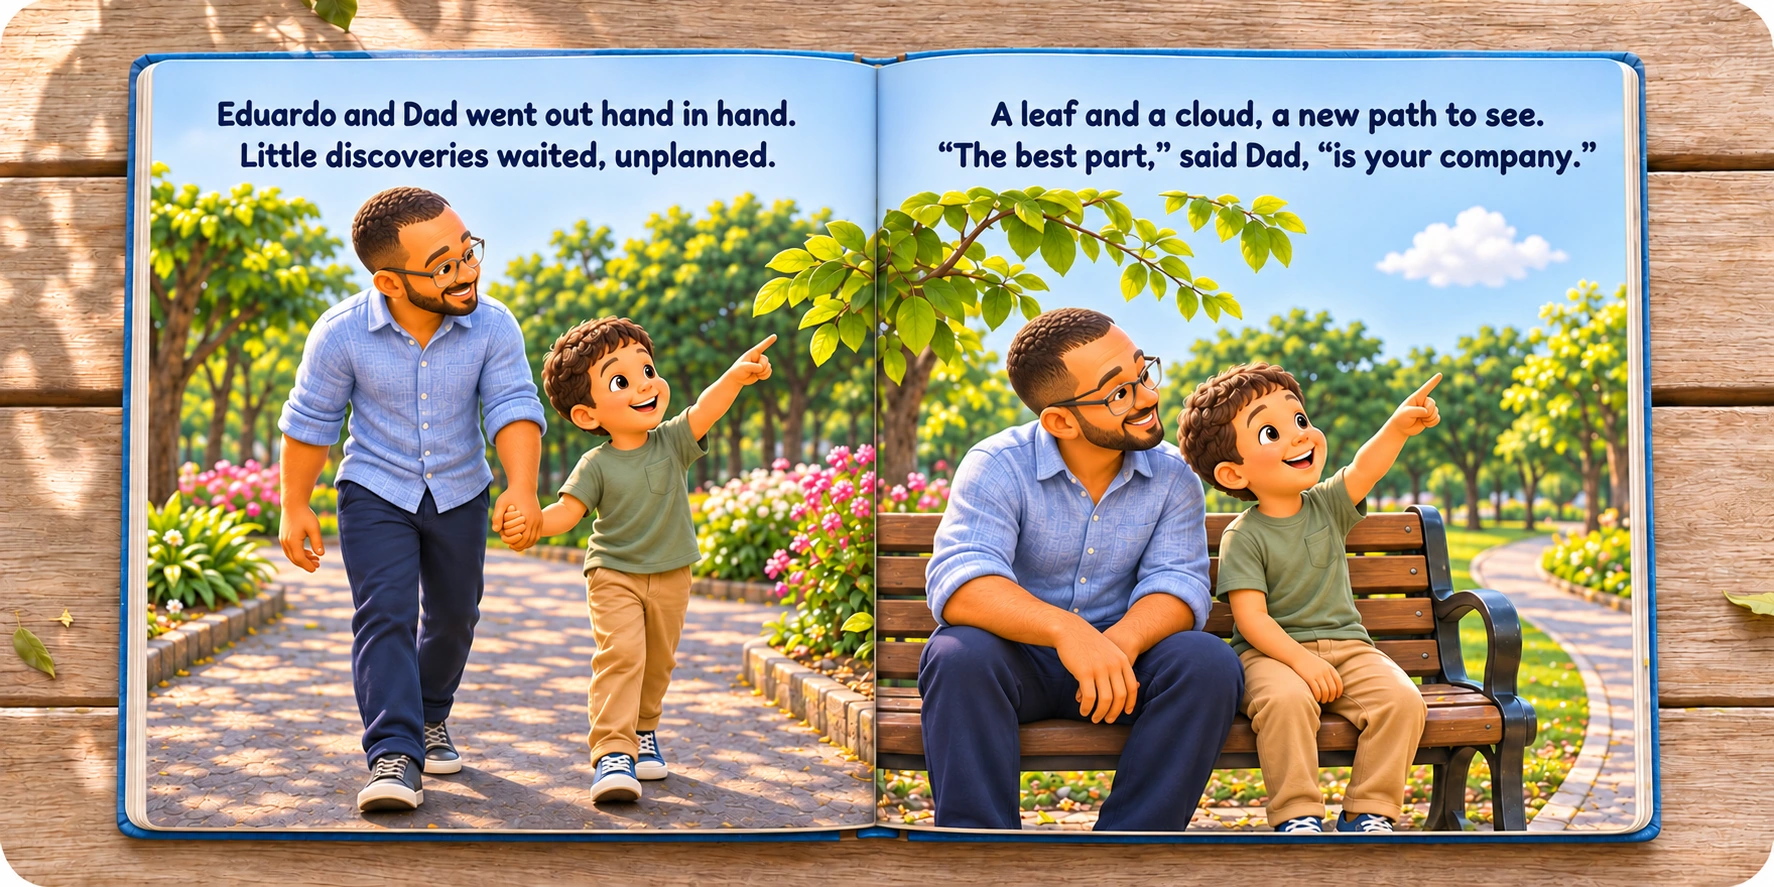 Eduardo and Dad went out hand in hand.
Little discoveries waited, unplanned.
A leaf and a cloud, a new path to see.
“The best part,” said Dad, “is your company.”